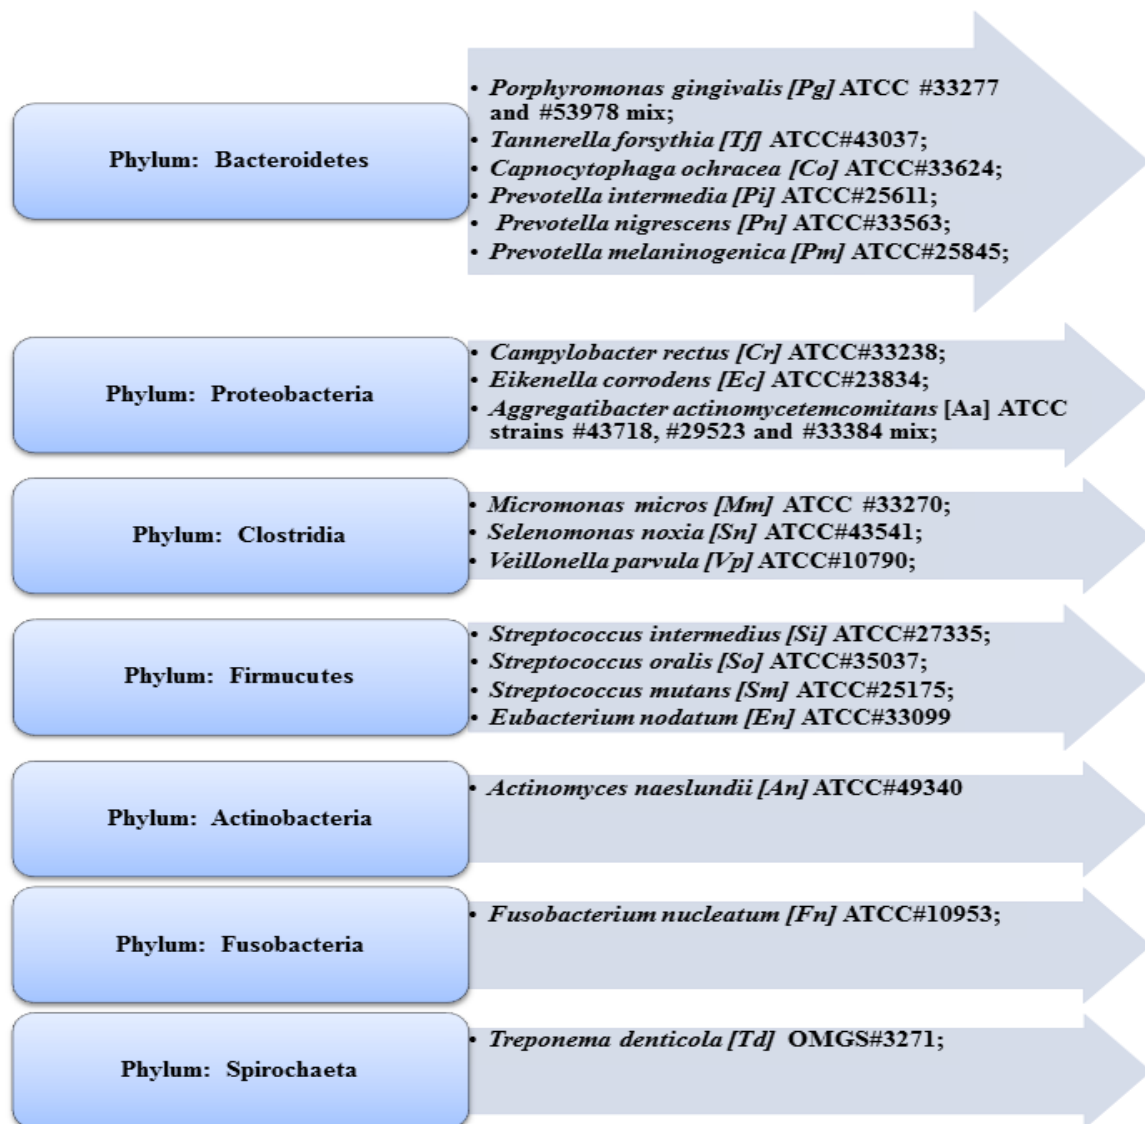 Phylum: Bacteroidetes
• Porphyromonas gingivalis [Pg] ATCC #33277
and #53978 mix;
• Tannerella forsythia [Tf] ATCC#43037;
• Capnocytophaga ochracea [Co] ATCC#33624;
• Prevotella intermedia [Pi] ATCC#25611;
• Prevotella nigrescens [Pn] ATCC#33563;
• Prevotella melaninogenica [Pm] ATCC#25845;
Phylum: Proteobacteria
• Campylobacter rectus [Cr] ATCC#33238;
• Eikenella corrodens [Ec] ATCC#23834;
• Aggregatibacter actinomycetemcomitans [Aa] ATCC
strains #43718, #29523 and #33384 mix;
Phylum: Clostridia
• Micromonas micros [Mm] ATCC #33270;
• Selenomonas noxia [Sn] ATCC#43541;
• Veillonella parvula [Vp] ATCC#10790;
Phylum: Firmucutes
• Streptococcus intermedius [Si] ATCC#27335;
• Streptococcus oralis [So] ATCC#35037;
• Streptococcus mutans [Sm] ATCC#25175;
• Eubacterium nodatum [En] ATCC#33099
Phylum: Actinobacteria
• Actinomyces naeslundii [An] ATCC#49340
Phylum: Fusobacteria
• Fusobacterium nucleatum [Fn] ATCC#10953;
Phylum: Spirochaeta
• Treponema denticola [Td] OMGS#3271;